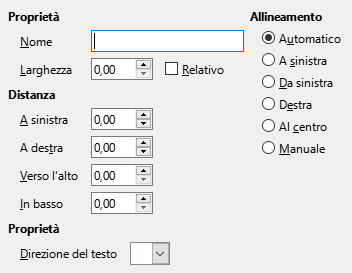 Proprietà
Nome
Larghezza 0,00 Relativo
Distanza
A sinistra 0,00
A destra 0,00
Verso l'alto 0,00
In basso 0,00
Proprietà
Direzione del testo
Allineamento
Automatico
A sinistra
Da sinistra
Destra
Al centro
Manuale